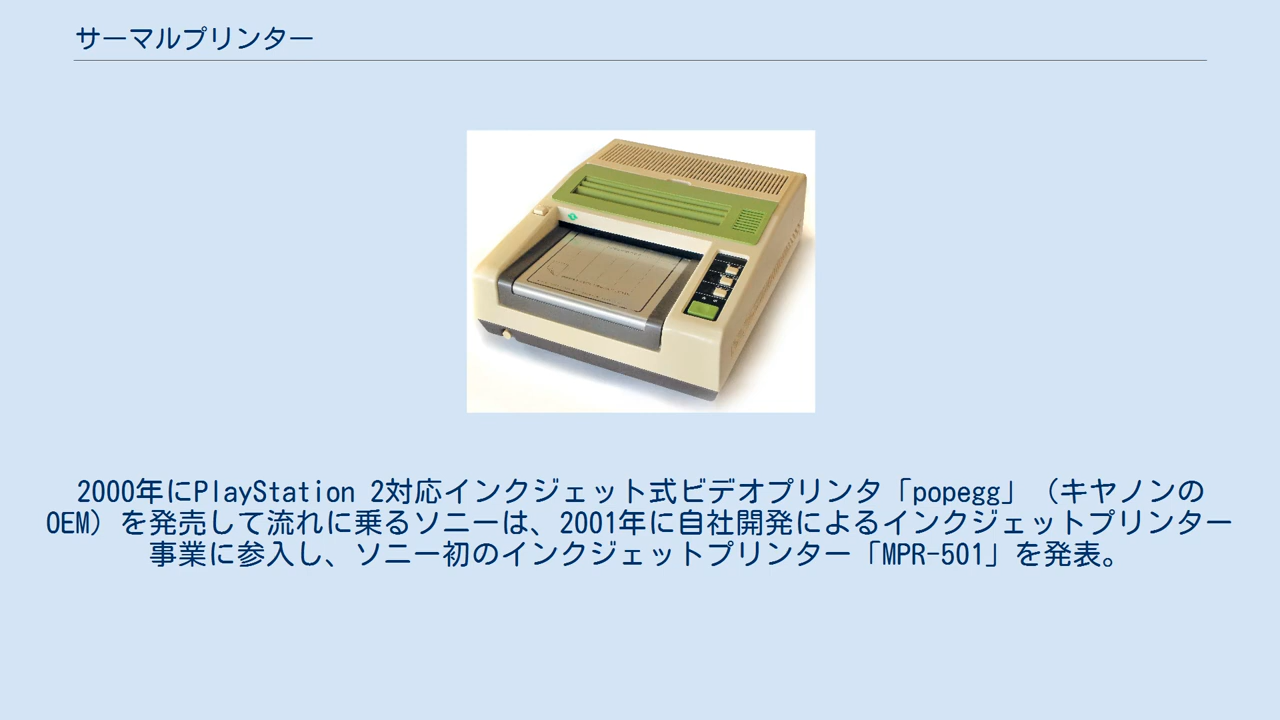 サーマルプリンター
2000年にPlayStation 2対応インクジェット式ビデオプリンタ「popegg」（キヤノンの
OEM）を発売して流れに乗るソニーは、2001年に自社開発によるインクジェットプリンター
事業に参入し、ソニー初のインクジェットプリンター「MPR-501」を発表。